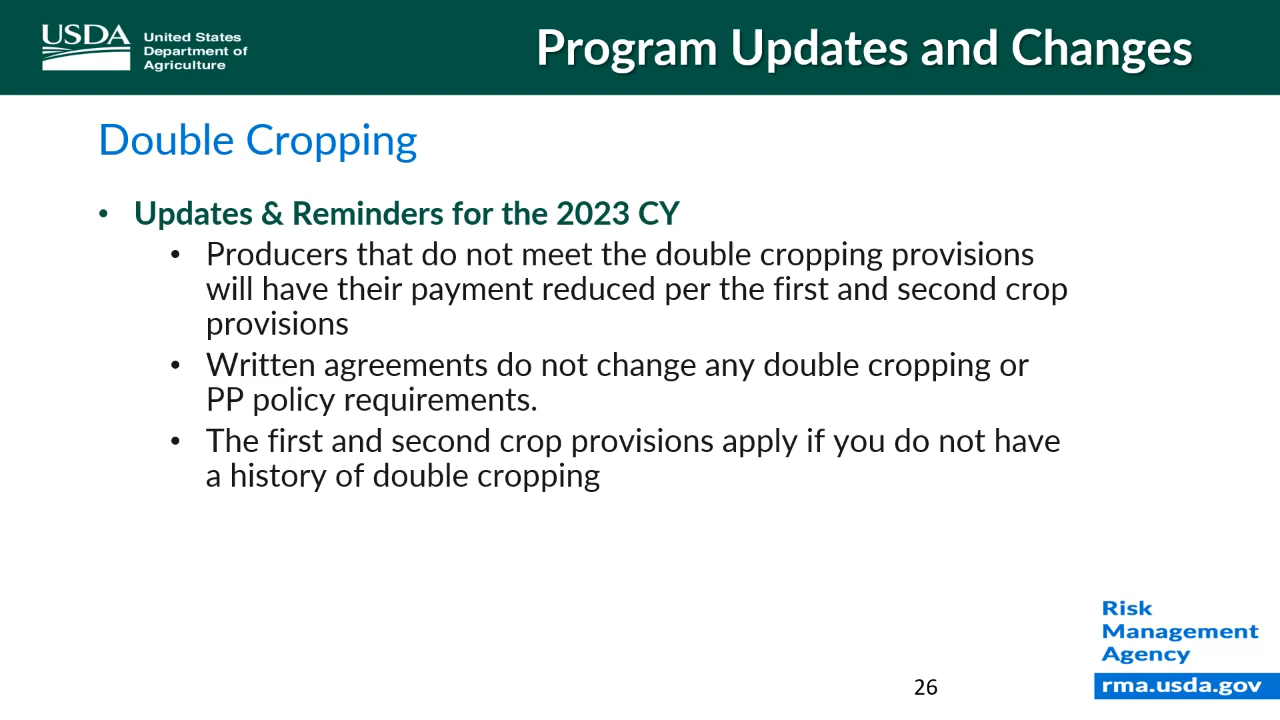 USDA
United States
Department of
Agriculture
Program Updates and Changes
Double Cropping
• Updates & Reminders for the 2023 CY
• Producers that do not meet the double cropping provisions
will have their payment reduced per the first and second crop
provisions
• Written agreements do not change any double cropping or
PP policy requirements.
• The first and second crop provisions apply if you do not have
a history of double cropping
Risk
Management
Agency
rma.usda.gov
26